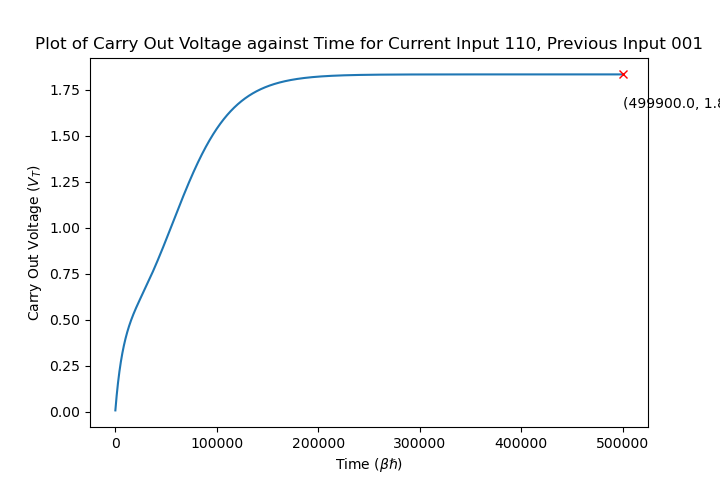 Plot of Carry Out Voltage against Time for Current Input 110, Previous Input 001
1.75
(499900.0, 1.8
1.50
1.25
1.00
0.75
0.50
0.25
0.00
Carry Out Voltage (V_T)
0 100000 200000 300000 400000 500000
Time (βℏ)